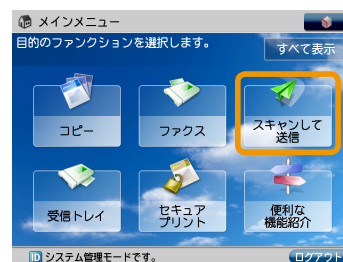 メインメニュー
目的のファンクションを選択します。
すべて表示
コピー
ファクス
スキャンして
送信
受信トレイ
セキュア
プリント
便利な
機能紹介
ID システム管理モードです。
ログアウト